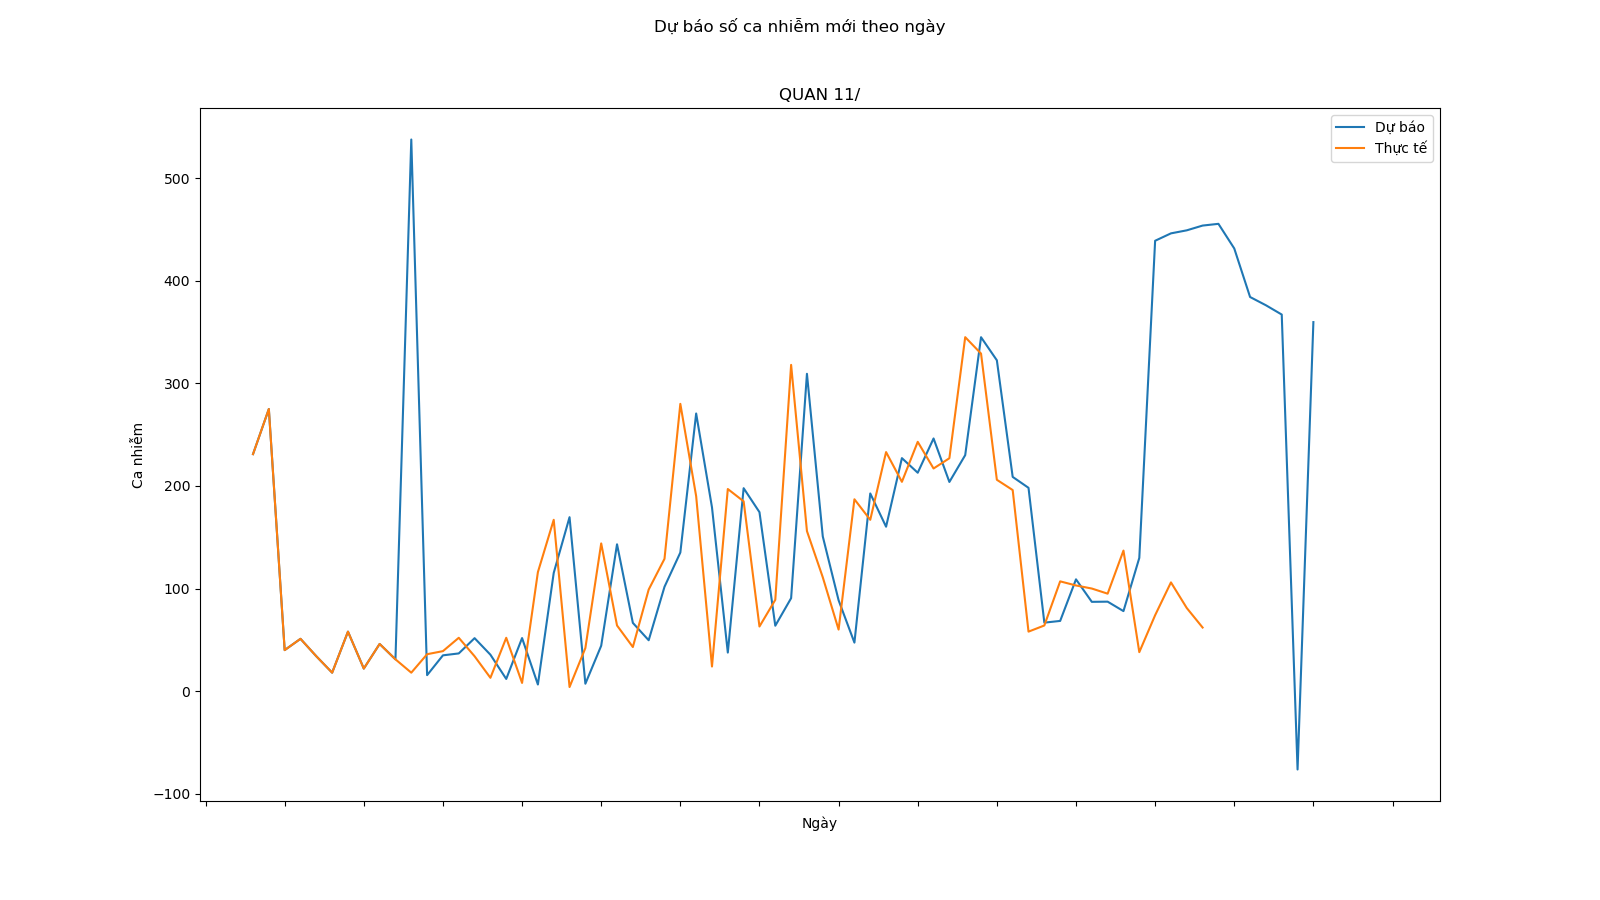 Dự báo số ca nhiễm mới theo ngày
QUAN 11/
Dự báo
Thực tế
500
400
300
200
100
0
−100
Ca nhiễm
Ngày